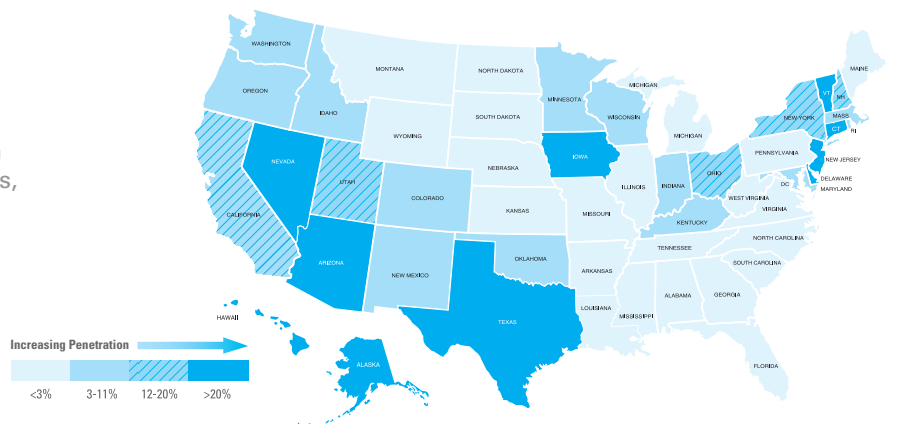 WASHINGTON
MONTANA
NORTH DAKOTA
MINNESOTA
MICHIGAN
MAINE
OREGON
IDAHO
SOUTH DAKOTA
WISCONSIN
VT
NH
NEW YORK
MASS
CT
RI
WYOMING
MICHIGAN
NEVADA
UTAH
NEBRASKA
IOWA
PENNSYLVANIA
NEW JERSEY
s,
CALIFORNIA
COLORADO
KANSAS
MISSOURI
ILLINOIS
INDIANA
OHIO
DC
DELAWARE
MARYLAND
WEST VIRGINIA
VIRGINIA
KENTUCKY
ARIZONA
NEW MEXICO
OKLAHOMA
ARKANSAS
TENNESSEE
NORTH CAROLINA
SOUTH CAROLINA
HAWAII
TEXAS
LOUISIANA
MISSISSIPPI
ALABAMA
GEORGIA
ALASKA
FLORIDA
Increasing Penetration
<3% 3-11% 12-20% >20%